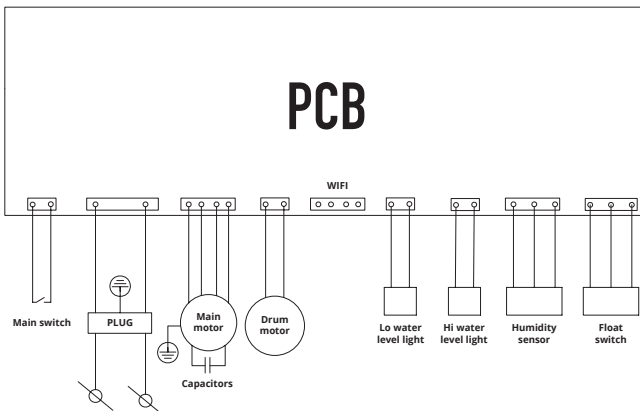 PCB
WIFI
Main switch
PLUG
Main
motor
Capacitors
Drum
motor
Lo water
level light
Hi water
level light
Humidity
sensor
Float
switch